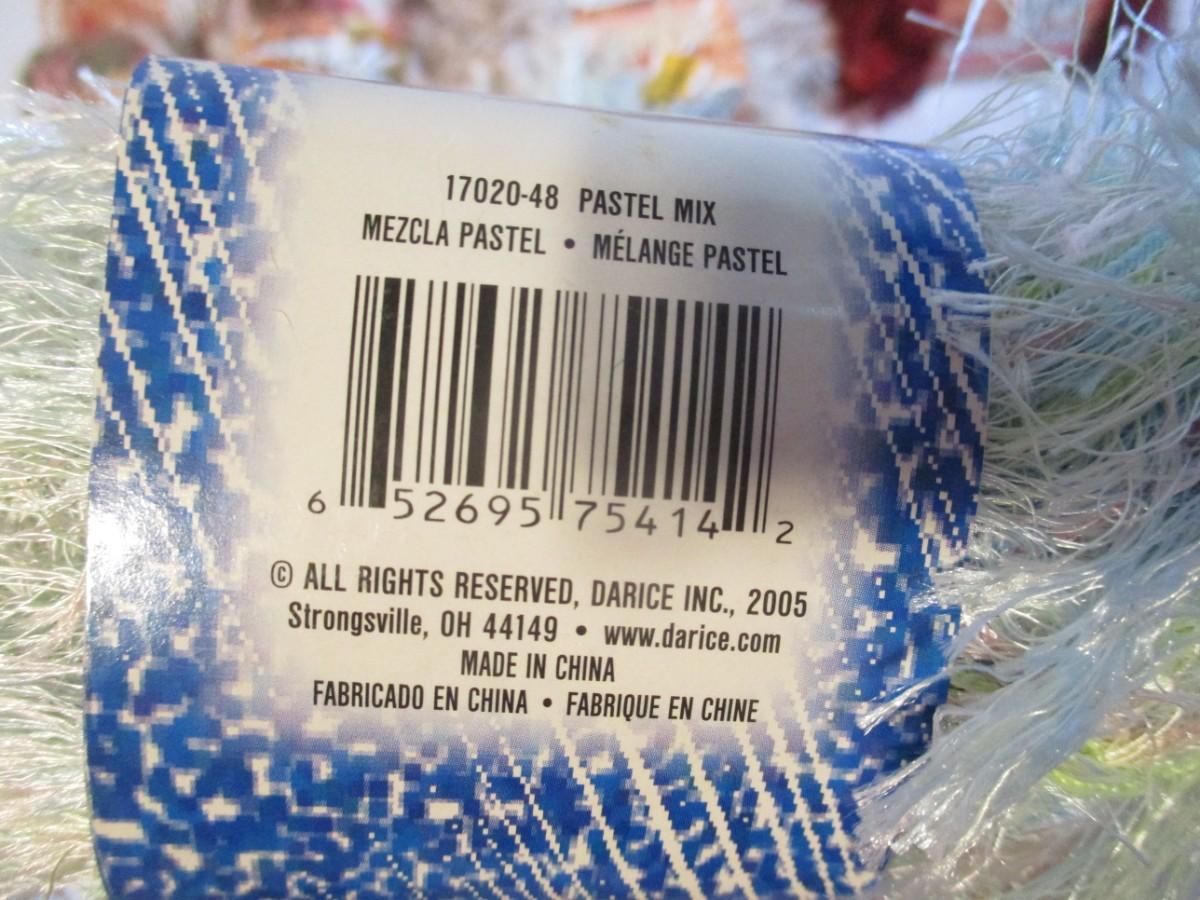 17020-48 PASTEL MIX
MEZCLA PASTEL • MÉLANGE PASTEL
6 52695 75414 2
© ALL RIGHTS RESERVED, DARICE INC., 2005
Strongsville, OH 44149 • www.darice.com
MADE IN CHINA
FABRICADO EN CHINA • FABRIQUE EN CHINE